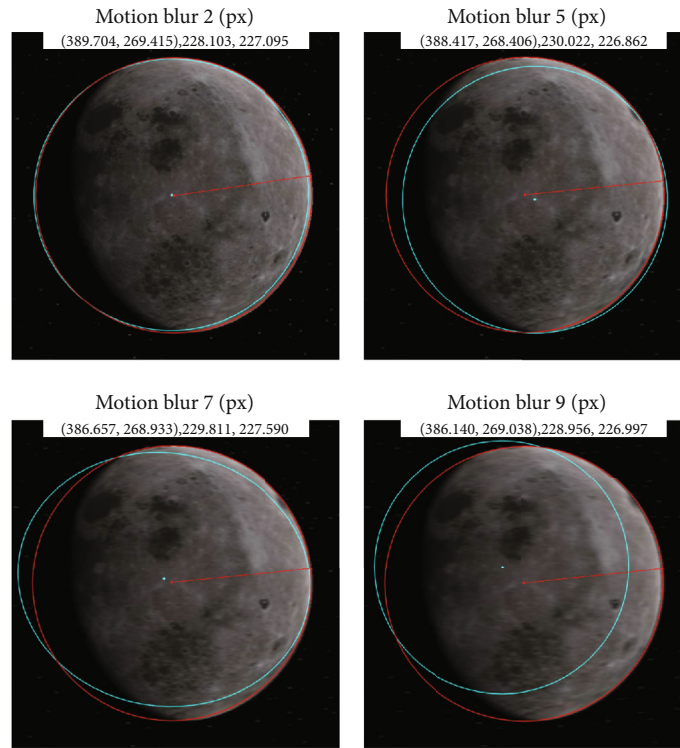 Motion blur 2 (px)
(389.704, 269.415),228.103, 227.095
Motion blur 5 (px)
(388.417, 268.406),230.022, 226.862
Motion blur 7 (px)
(386.657, 268.933),229.811, 227.590
Motion blur 9 (px)
(386.140, 269.038),228.956, 226.997